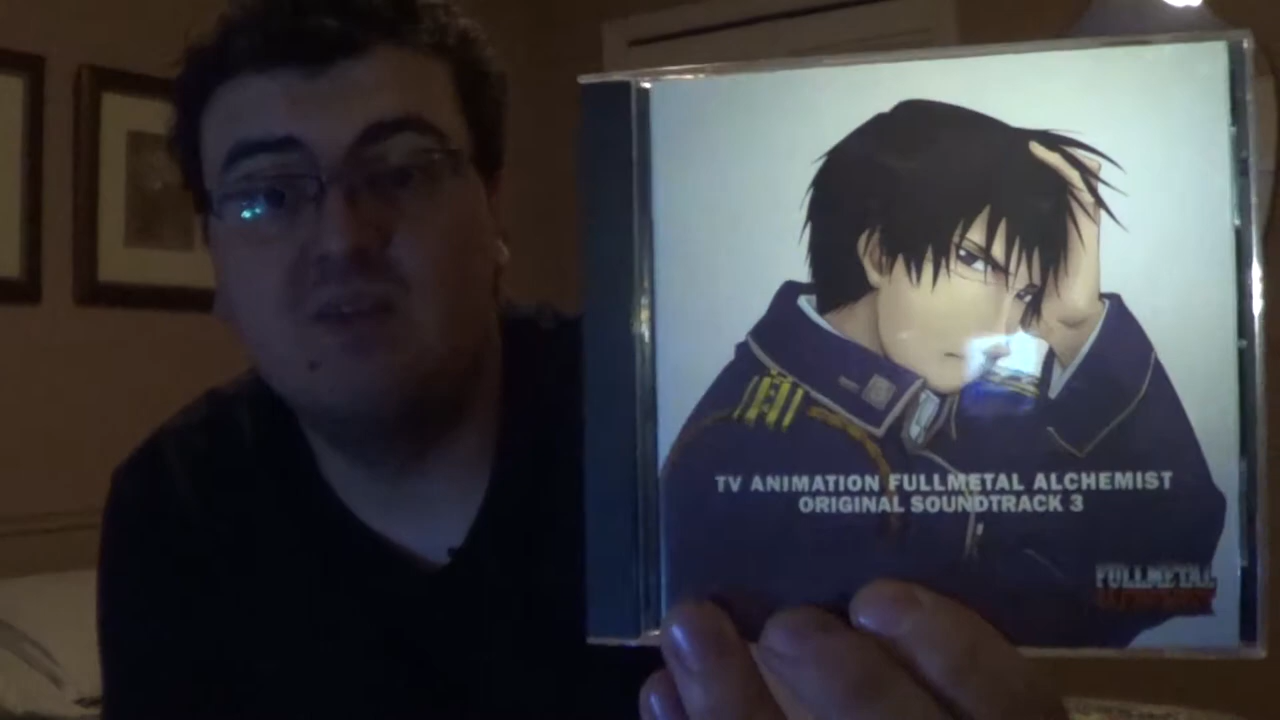 TV ANIMATION FULLMETAL ALCHEMIST
ORIGINAL SOUNDTRACK 3
FULLMETAL